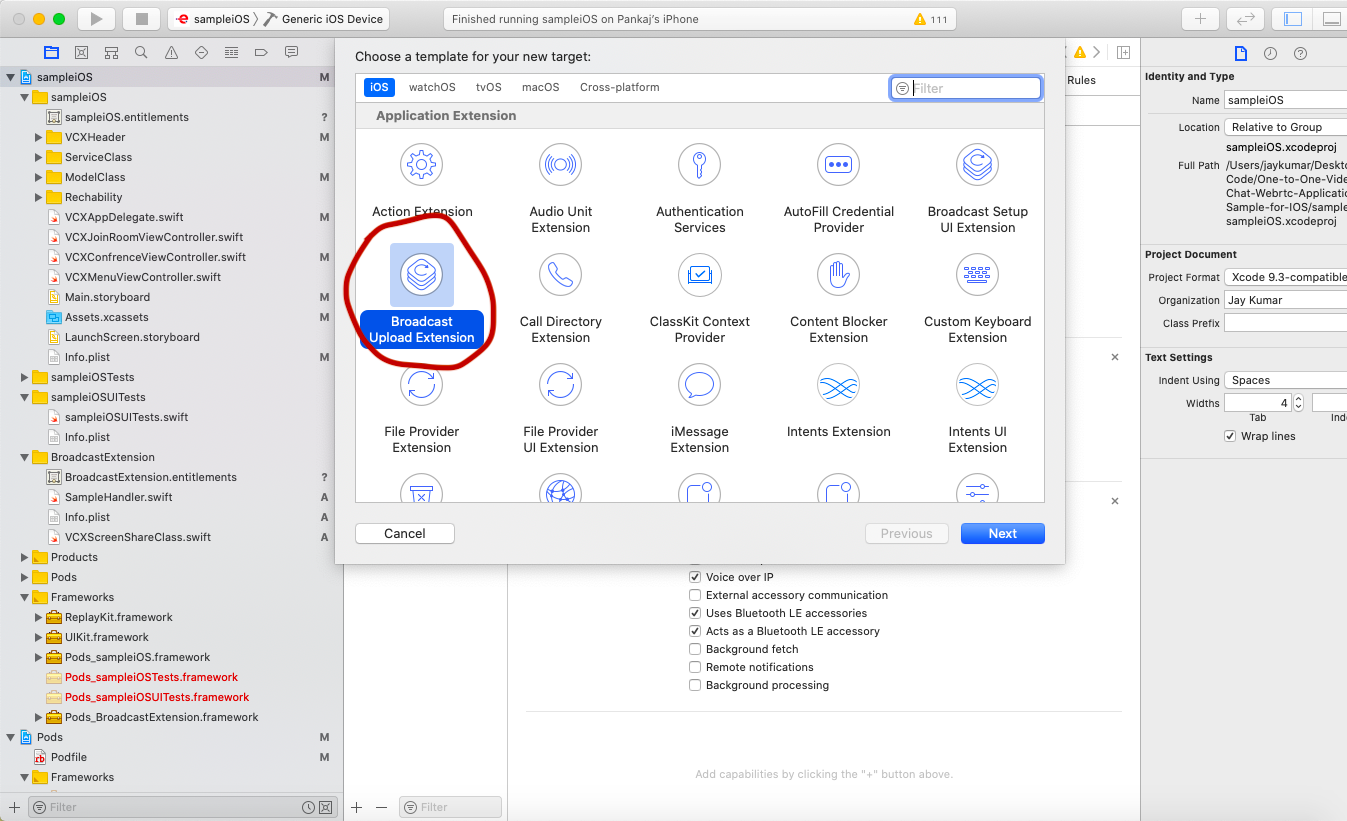 sampleiOS
Generic iOS Device
Finished running sampleiOS on Pankaj's iPhone
111
sampleiOS M
sampleiOS
sampleiOS.entitlements ?
VCXHeader M
ServiceClass
ModelClass M
Rechability
VCXAppDelegate.swift M
VCXJoinRoomViewController.swift
VCXConfrenceViewController.swift M
VCXMenuViewController.swift
Main.storyboard M
Assets.xcassets M
LaunchScreen.storyboard
Info.plist M
sampleiOSTests
sampleiOSUITests
sampleiOSUITests.swift
Info.plist
BroadcastExtension
BroadcastExtension.entitlements ?
SampleHandler.swift A
Info.plist A
VCXScreenShareClass.swift A
Products
Pods
Frameworks
ReplayKit.framework
UIKit.framework
Pods_sampleiOS.framework
Pods_sampleiOSTests.framework
Pods_sampleiOSUITests.framework
Pods_BroadcastExtension.framework
Pods M
rb Podfile M
Frameworks
Filter
Choose a template for your new target:
iOS watchOS tvOS macOS Cross-platform
Filter
Application Extension
Action Extension
Audio Unit
Extension
Authentication
Services
AutoFill Credential
Provider
Broadcast Setup
UI Extension
Broadcast
Upload Extension
Call Directory
Extension
ClassKit Context
Provider
Content Blocker
Extension
Custom Keyboard
Extension
File Provider
Extension
File Provider
UI Extension
iMessage
Extension
Intents Extension
Intents UI
Extension
Cancel
Previous
Next
Rules
Voice over IP
External accessory communication
Uses Bluetooth LE accessories
Acts as a Bluetooth LE accessory
Background fetch
Remote notifications
Background processing
Add capabilities by clicking the "+" button above.
Filter
Identity and Type
Name sampleiOS
Location Relative to Group
sampleiOS.xcodeproj
Full Path /Users/jaykumar/Deskto
Code/One-to-One-Vide
Chat-Webrtc-Applicatio
Sample-for-IOS/sample
sampleiOS.xcodeproj
Project Document
Project Format Xcode 9.3-compatible
Organization Jay Kumar
Class Prefix
Text Settings
Indent Using Spaces
Widths 4
Tab Inde
Wrap lines